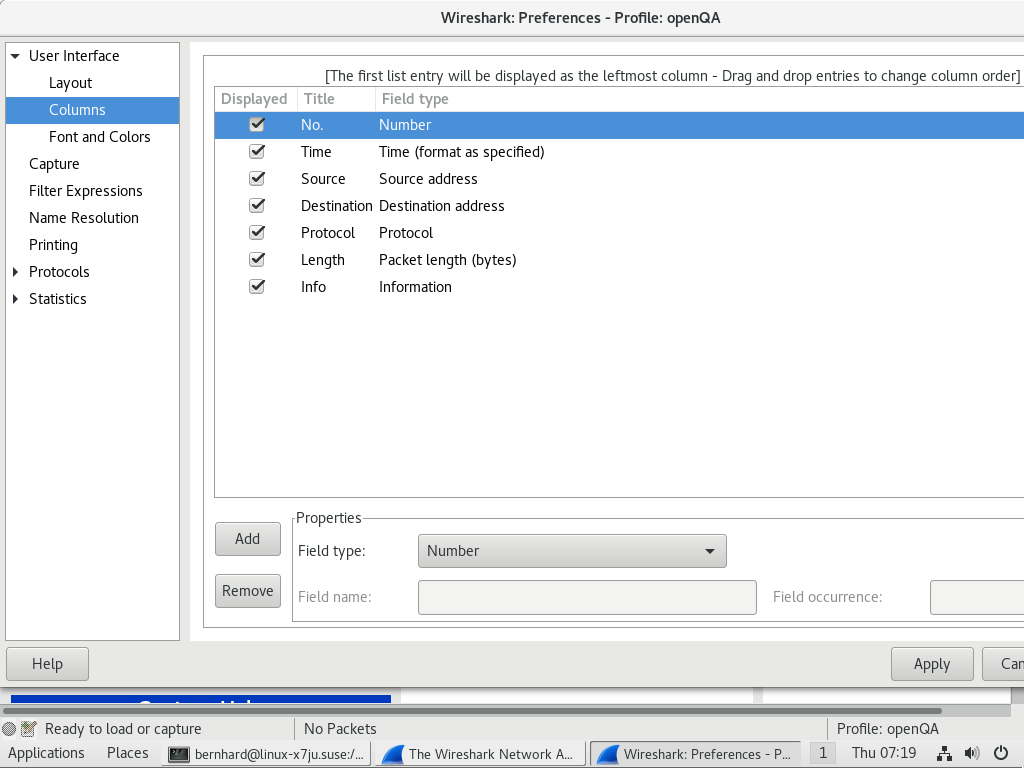 Wireshark: Preferences - Profile: openQA
User Interface
Layout
Columns
Font and Colors
Capture
Filter Expressions
Name Resolution
Printing
Protocols
Statistics
[The first list entry will be displayed as the leftmost column - Drag and drop entries to change column order]
Displayed Title Field type
No. Number
Time Time (format as specified)
Source Source address
Destination Destination address
Protocol Protocol
Length Packet length (bytes)
Info Information
Add
Remove
Properties
Field type: Number
Field name: Field occurrence:
Help Apply Can
Ready to load or capture No Packets Profile: openQA
Applications Places bernhard@linux-x7ju.suse:/... The Wireshark Network A... Wireshark: Preferences - P... 1 Thu 07:19